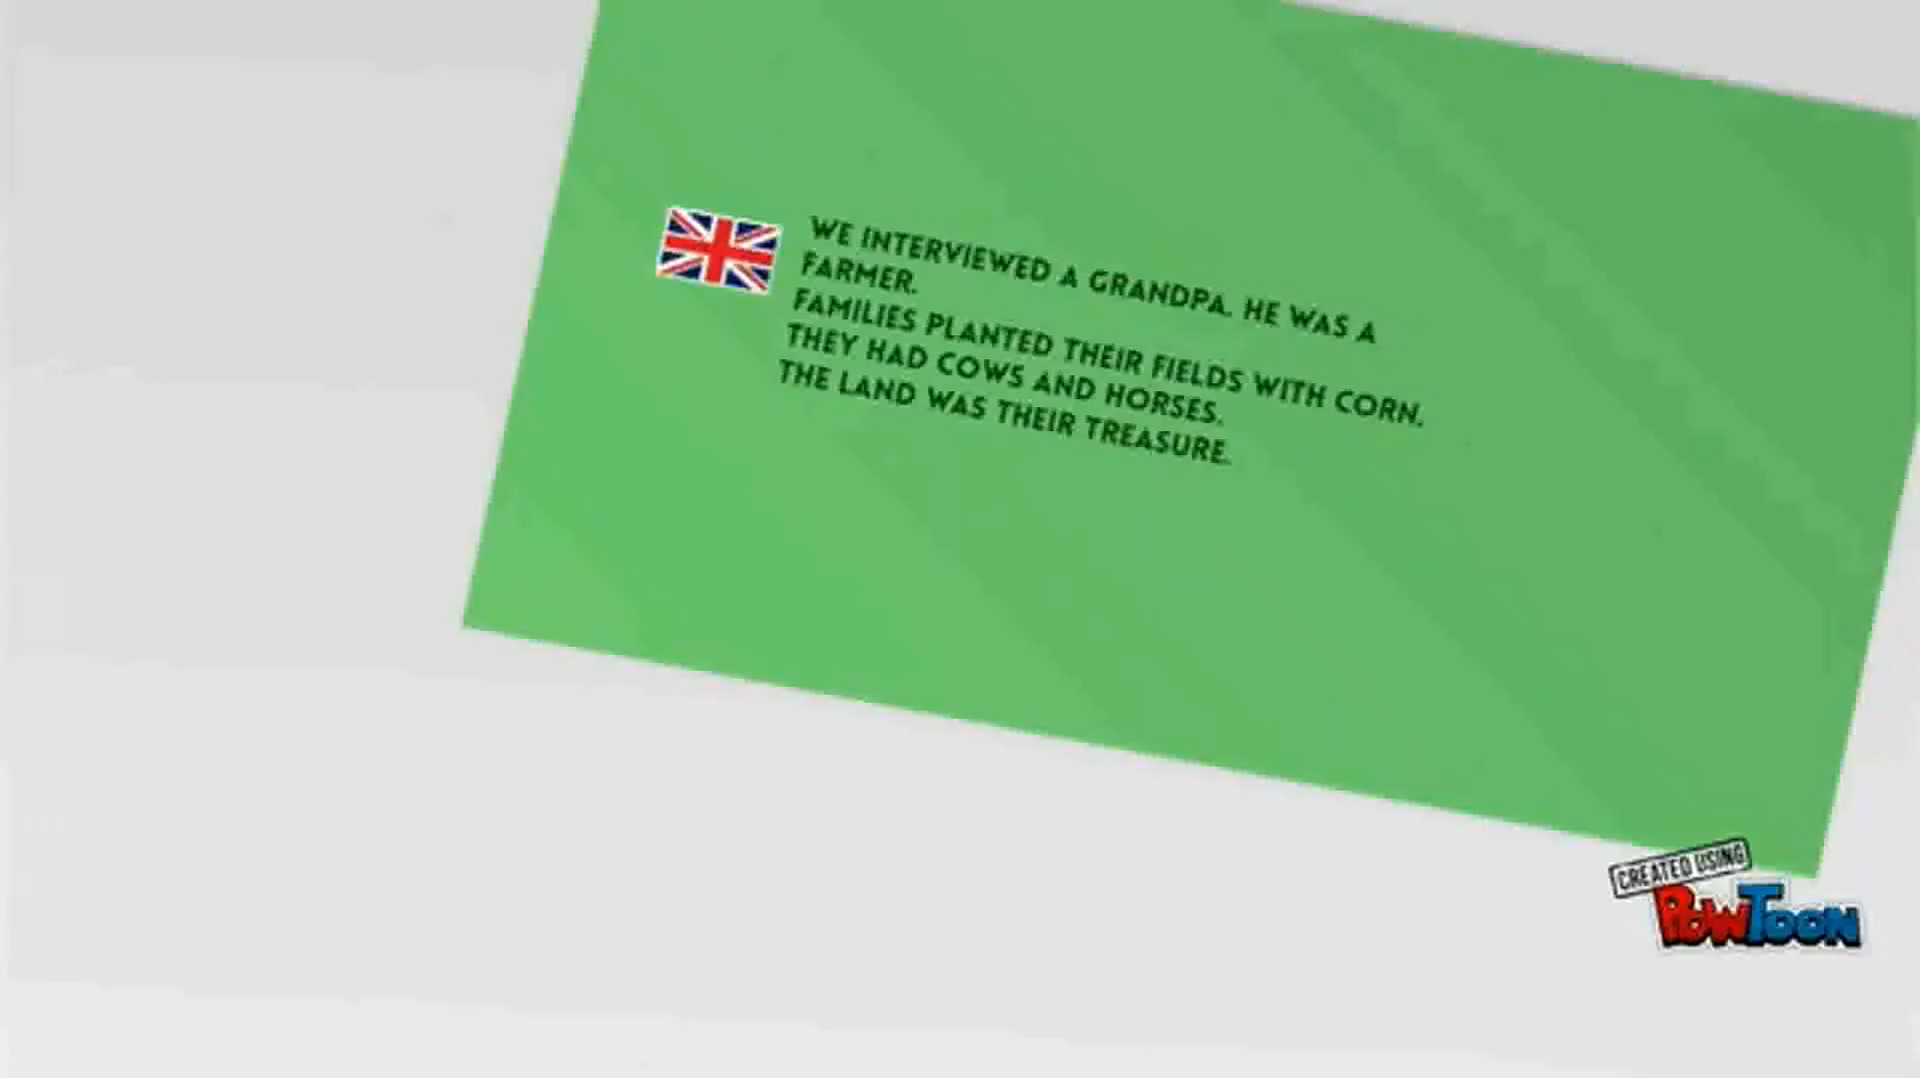 WE INTERVIEWED A GRANDPA. HE WAS A
FARMER.
FAMILIES PLANTED THEIR FIELDS WITH CORN.
THEY HAD COWS AND HORSES.
THE LAND WAS THEIR TREASURE.
CREATED USING
POWTOON